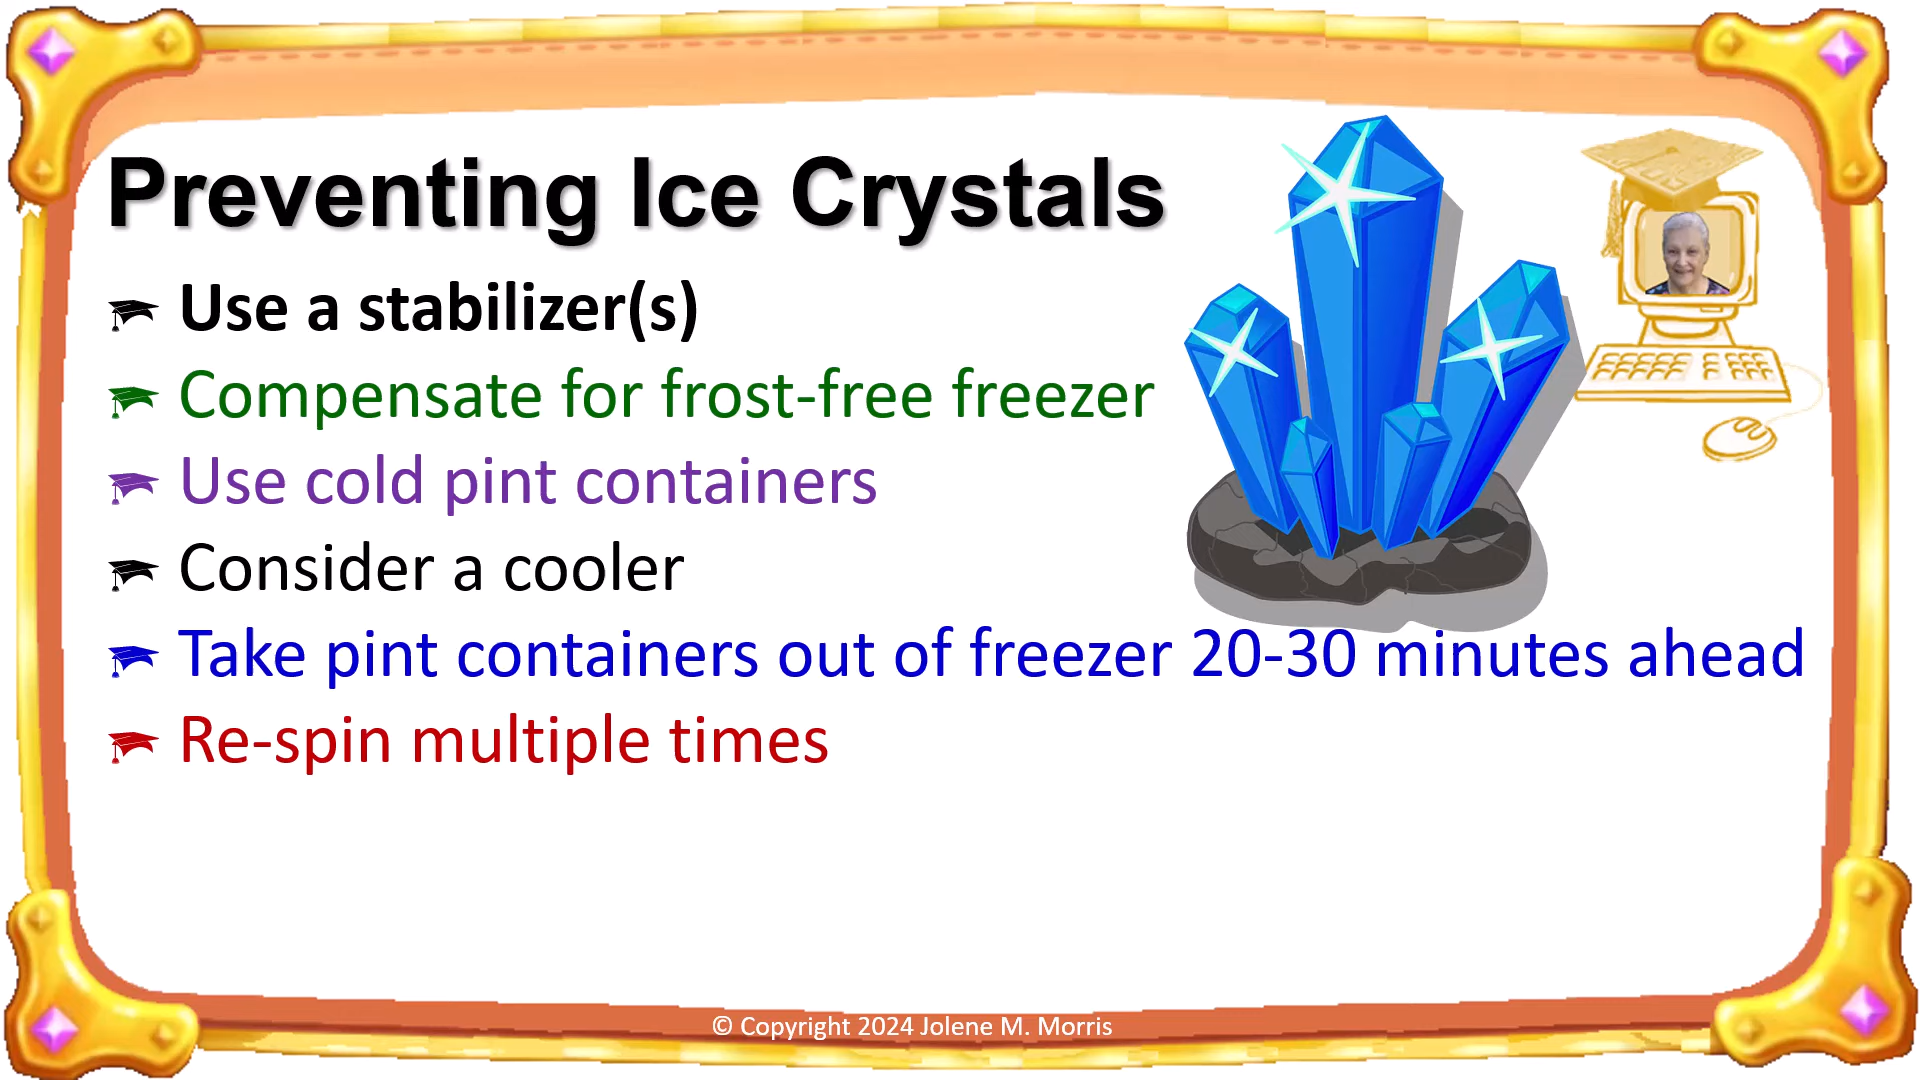 Preventing Ice Crystals
Use a stabilizer(s)
Compensate for frost-free freezer
Use cold pint containers
Consider a cooler
Take pint containers out of freezer 20-30 minutes ahead
Re-spin multiple times
© Copyright 2024 Jolene M. Morris